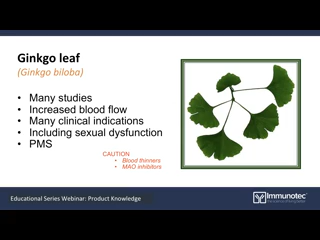 Ginkgo leaf
(Ginkgo biloba)
• Many studies
• Increased blood flow
• Many clinical indications
• Including sexual dysfunction
• PMS
CAUTION
• Blood thinners
• MAO inhibitors
Educational Series Webinar: Product Knowledge
Immunotec